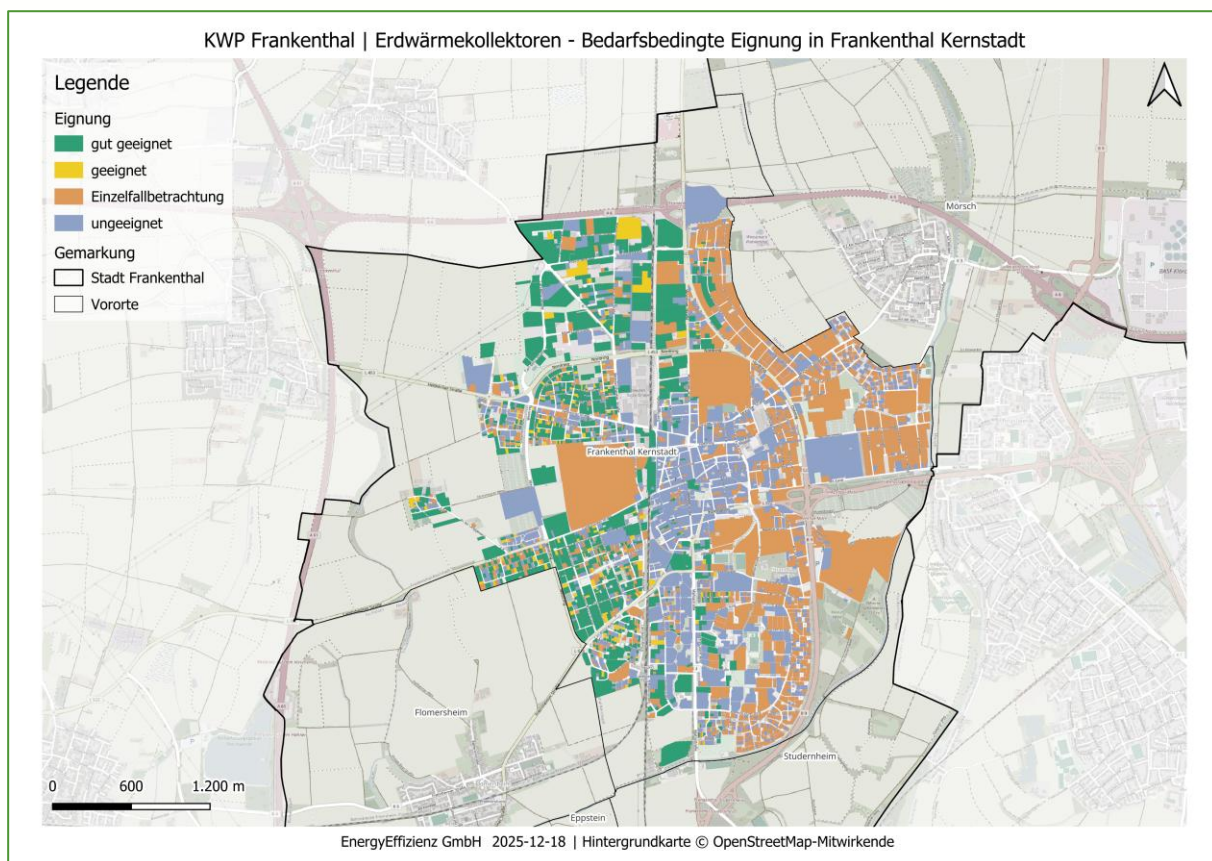 KWP Frankenthal | Erdwärmekollektoren - Bedarfsbedingte Eignung in Frankenthal Kernstadt
Legende
Eignung
gut geeignet
geeignet
Einzelfallbetrachtung
ungeeignet
Gemarkung
Stadt Frankenthal
Vororte
Mörsch
Frankenthal Kernstadt
Flomersheim
Studernheim
Eppstein
0 600 1.200 m
EnergyEffizienz GmbH 2025-12-18 | Hintergrundkarte © OpenStreetMap-Mitwirkende